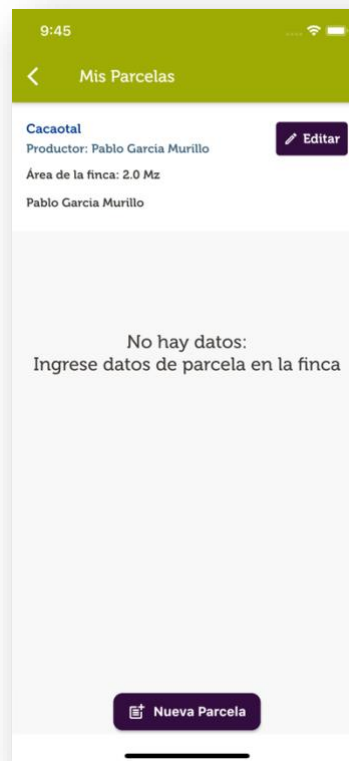 9:45
Mis Parcelas
Cacaotal
Productor: Pablo Garcia Murillo
Editar
Área de la finca: 2.0 Mz
Pablo Garcia Murillo
No hay datos:
Ingrese datos de parcela en la finca
Nueva Parcela